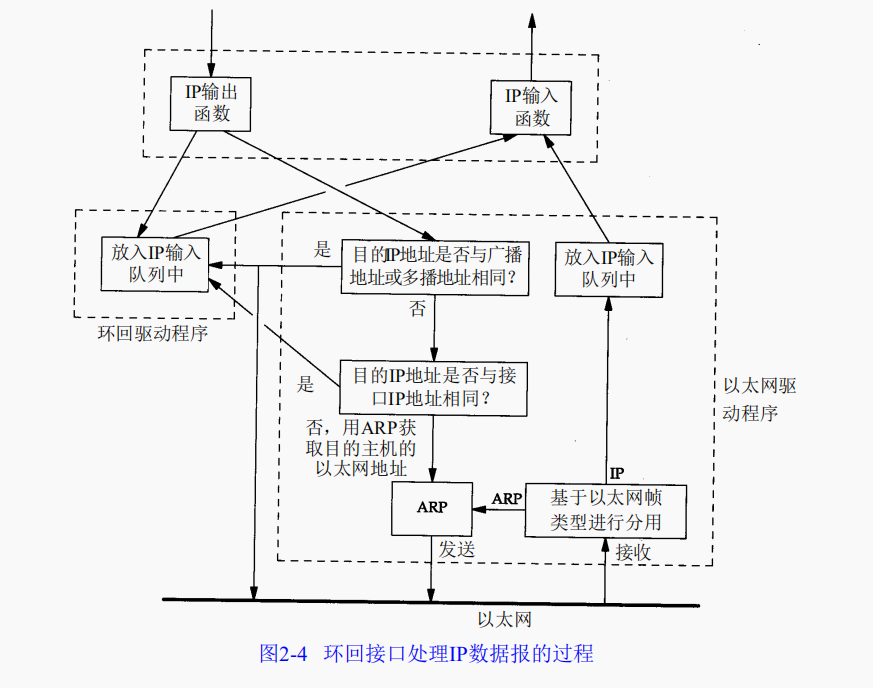 IP输出
函数
IP输入
函数
放入IP输入
队列中
环回驱动程序
是
目的IP地址是否与广播
地址或多播地址相同？
否
放入IP输入
队列中
是
目的IP地址是否与接
口IP地址相同？
以太网驱
动程序
否，用ARP获
取目的主机的
以太网地址
ARP
ARP
IP
基于以太网帧
类型进行分用
发送
接收
以太网
图2-4 环回接口处理IP数据报的过程